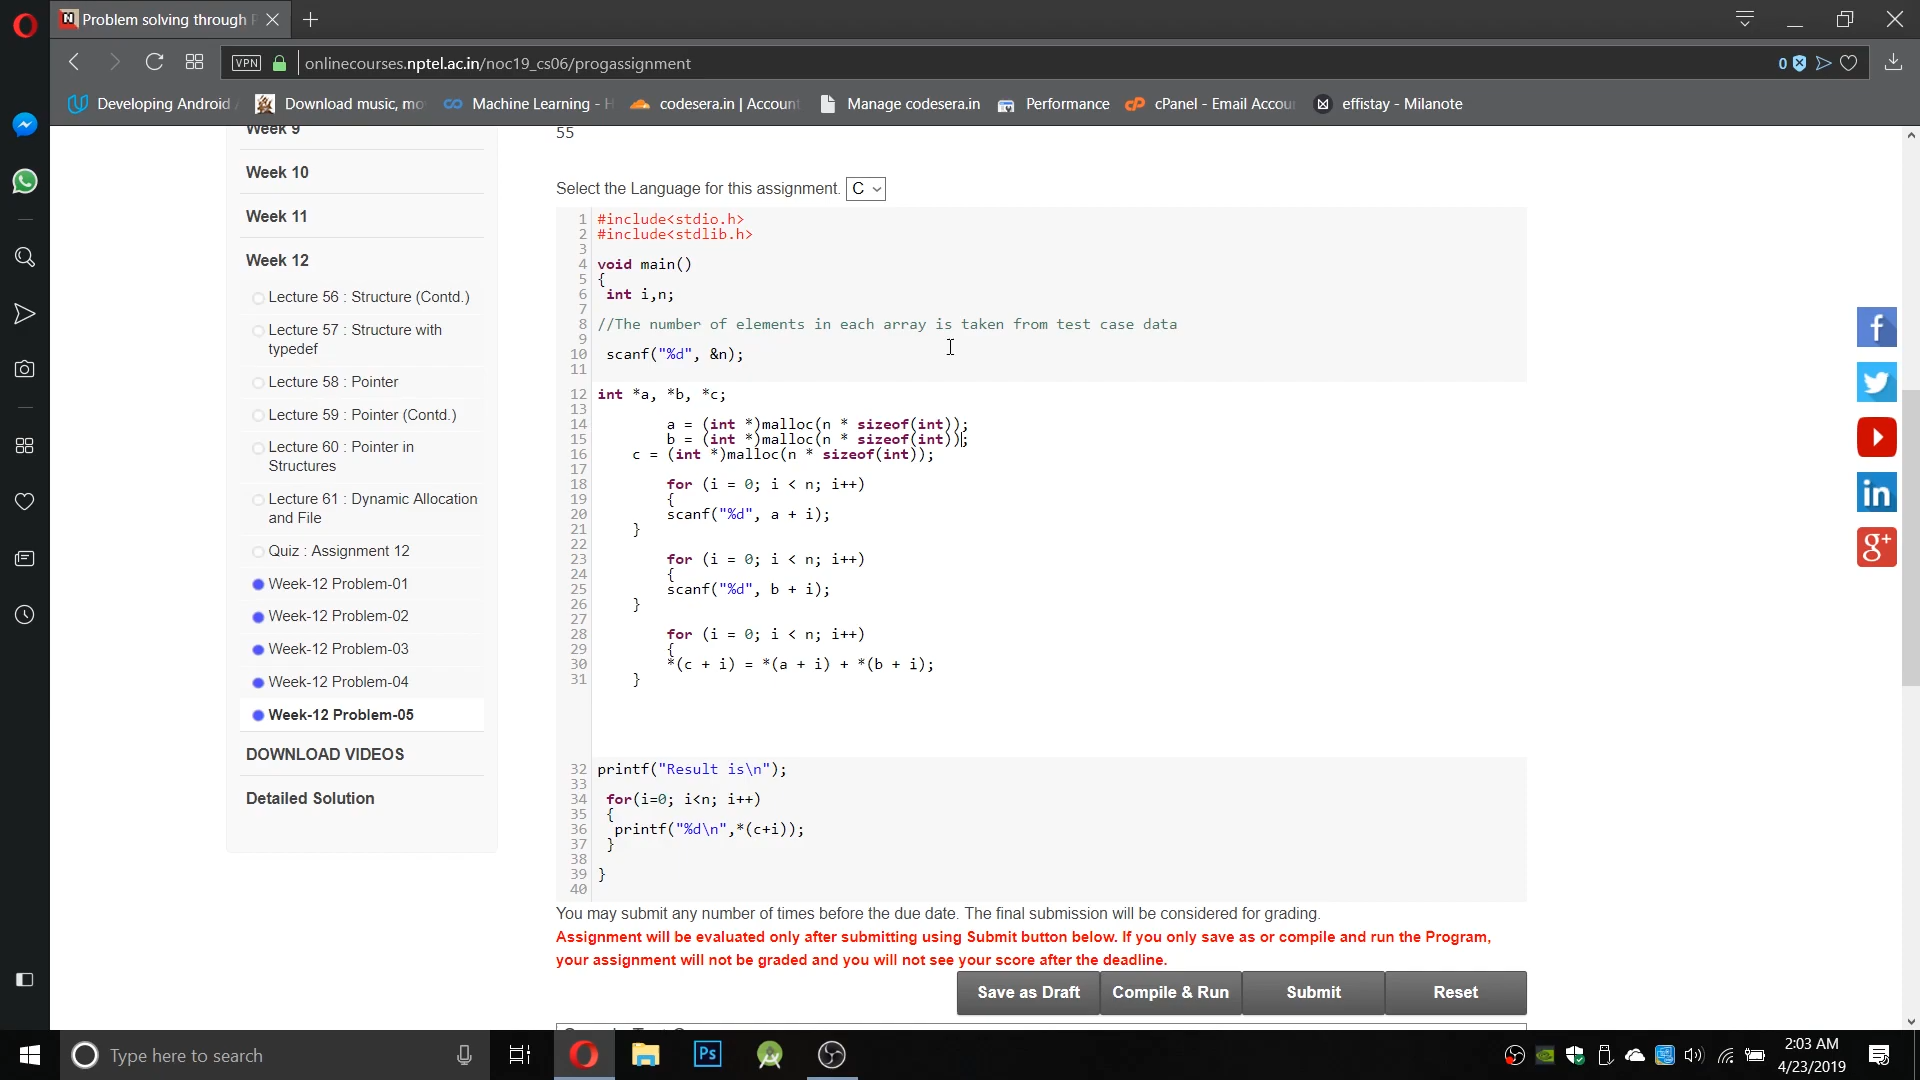 Problem solving through
VPN
onlinecourses.nptel.ac.in/noc19_cs06/progassignment
0
Developing Android
Download music, mo
Machine Learning - H
codesera.in | Account
Manage codesera.in
Performance
cPanel - Email Accou
effistay - Milanote
Week 9
Week 10
Week 11
Week 12
Lecture 56 : Structure (Contd.)
Lecture 57 : Structure with
typedef
Lecture 58 : Pointer
Lecture 59 : Pointer (Contd.)
Lecture 60 : Pointer in
Structures
Lecture 61 : Dynamic Allocation
and File
Quiz : Assignment 12
Week-12 Problem-01
Week-12 Problem-02
Week-12 Problem-03
Week-12 Problem-04
Week-12 Problem-05
DOWNLOAD VIDEOS
Detailed Solution
55
Select the Language for this assignment. C
1 #include<stdio.h>
2 #include<stdlib.h>
3
4 void main()
5 {
6 int i,n;
7
8 //The number of elements in each array is taken from test case data
9
10 scanf("%d", &n);
11
12 int *a, *b, *c;
13
14 a = (int *)malloc(n * sizeof(int));
15 b = (int *)malloc(n * sizeof(int));
16 c = (int *)malloc(n * sizeof(int));
17
18 for (i = 0; i < n; i++)
19 {
20 scanf("%d", a + i);
21 }
22
23 for (i = 0; i < n; i++)
24 {
25 scanf("%d", b + i);
26 }
27
28 for (i = 0; i < n; i++)
29 {
30 *(c + i) = *(a + i) + *(b + i);
31 }
32 printf("Result is\n");
33
34 for(i=0; i<n; i++)
35 {
36 printf("%d\n",*(c+i));
37 }
38
39 }
40
You may submit any number of times before the due date. The final submission will be considered for grading.
Assignment will be evaluated only after submitting using Submit button below. If you only save as or compile and run the Program,
your assignment will not be graded and you will not see your score after the deadline.
Save as Draft
Compile & Run
Submit
Reset
f
in
g+
Type here to search
Ps
2:03 AM
4/23/2019